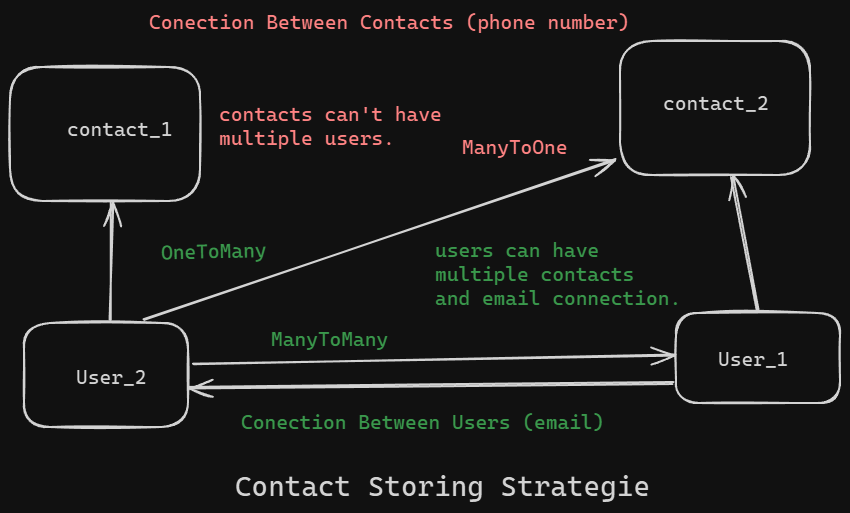 Conection Between Contacts (phone number)
contact_1
contact_2
contacts can't have
multiple users.
ManyToOne
OneToMany
users can have
multiple contacts
and email connection.
ManyToMany
User_2
User_1
Conection Between Users (email)
Contact Storing Strategie